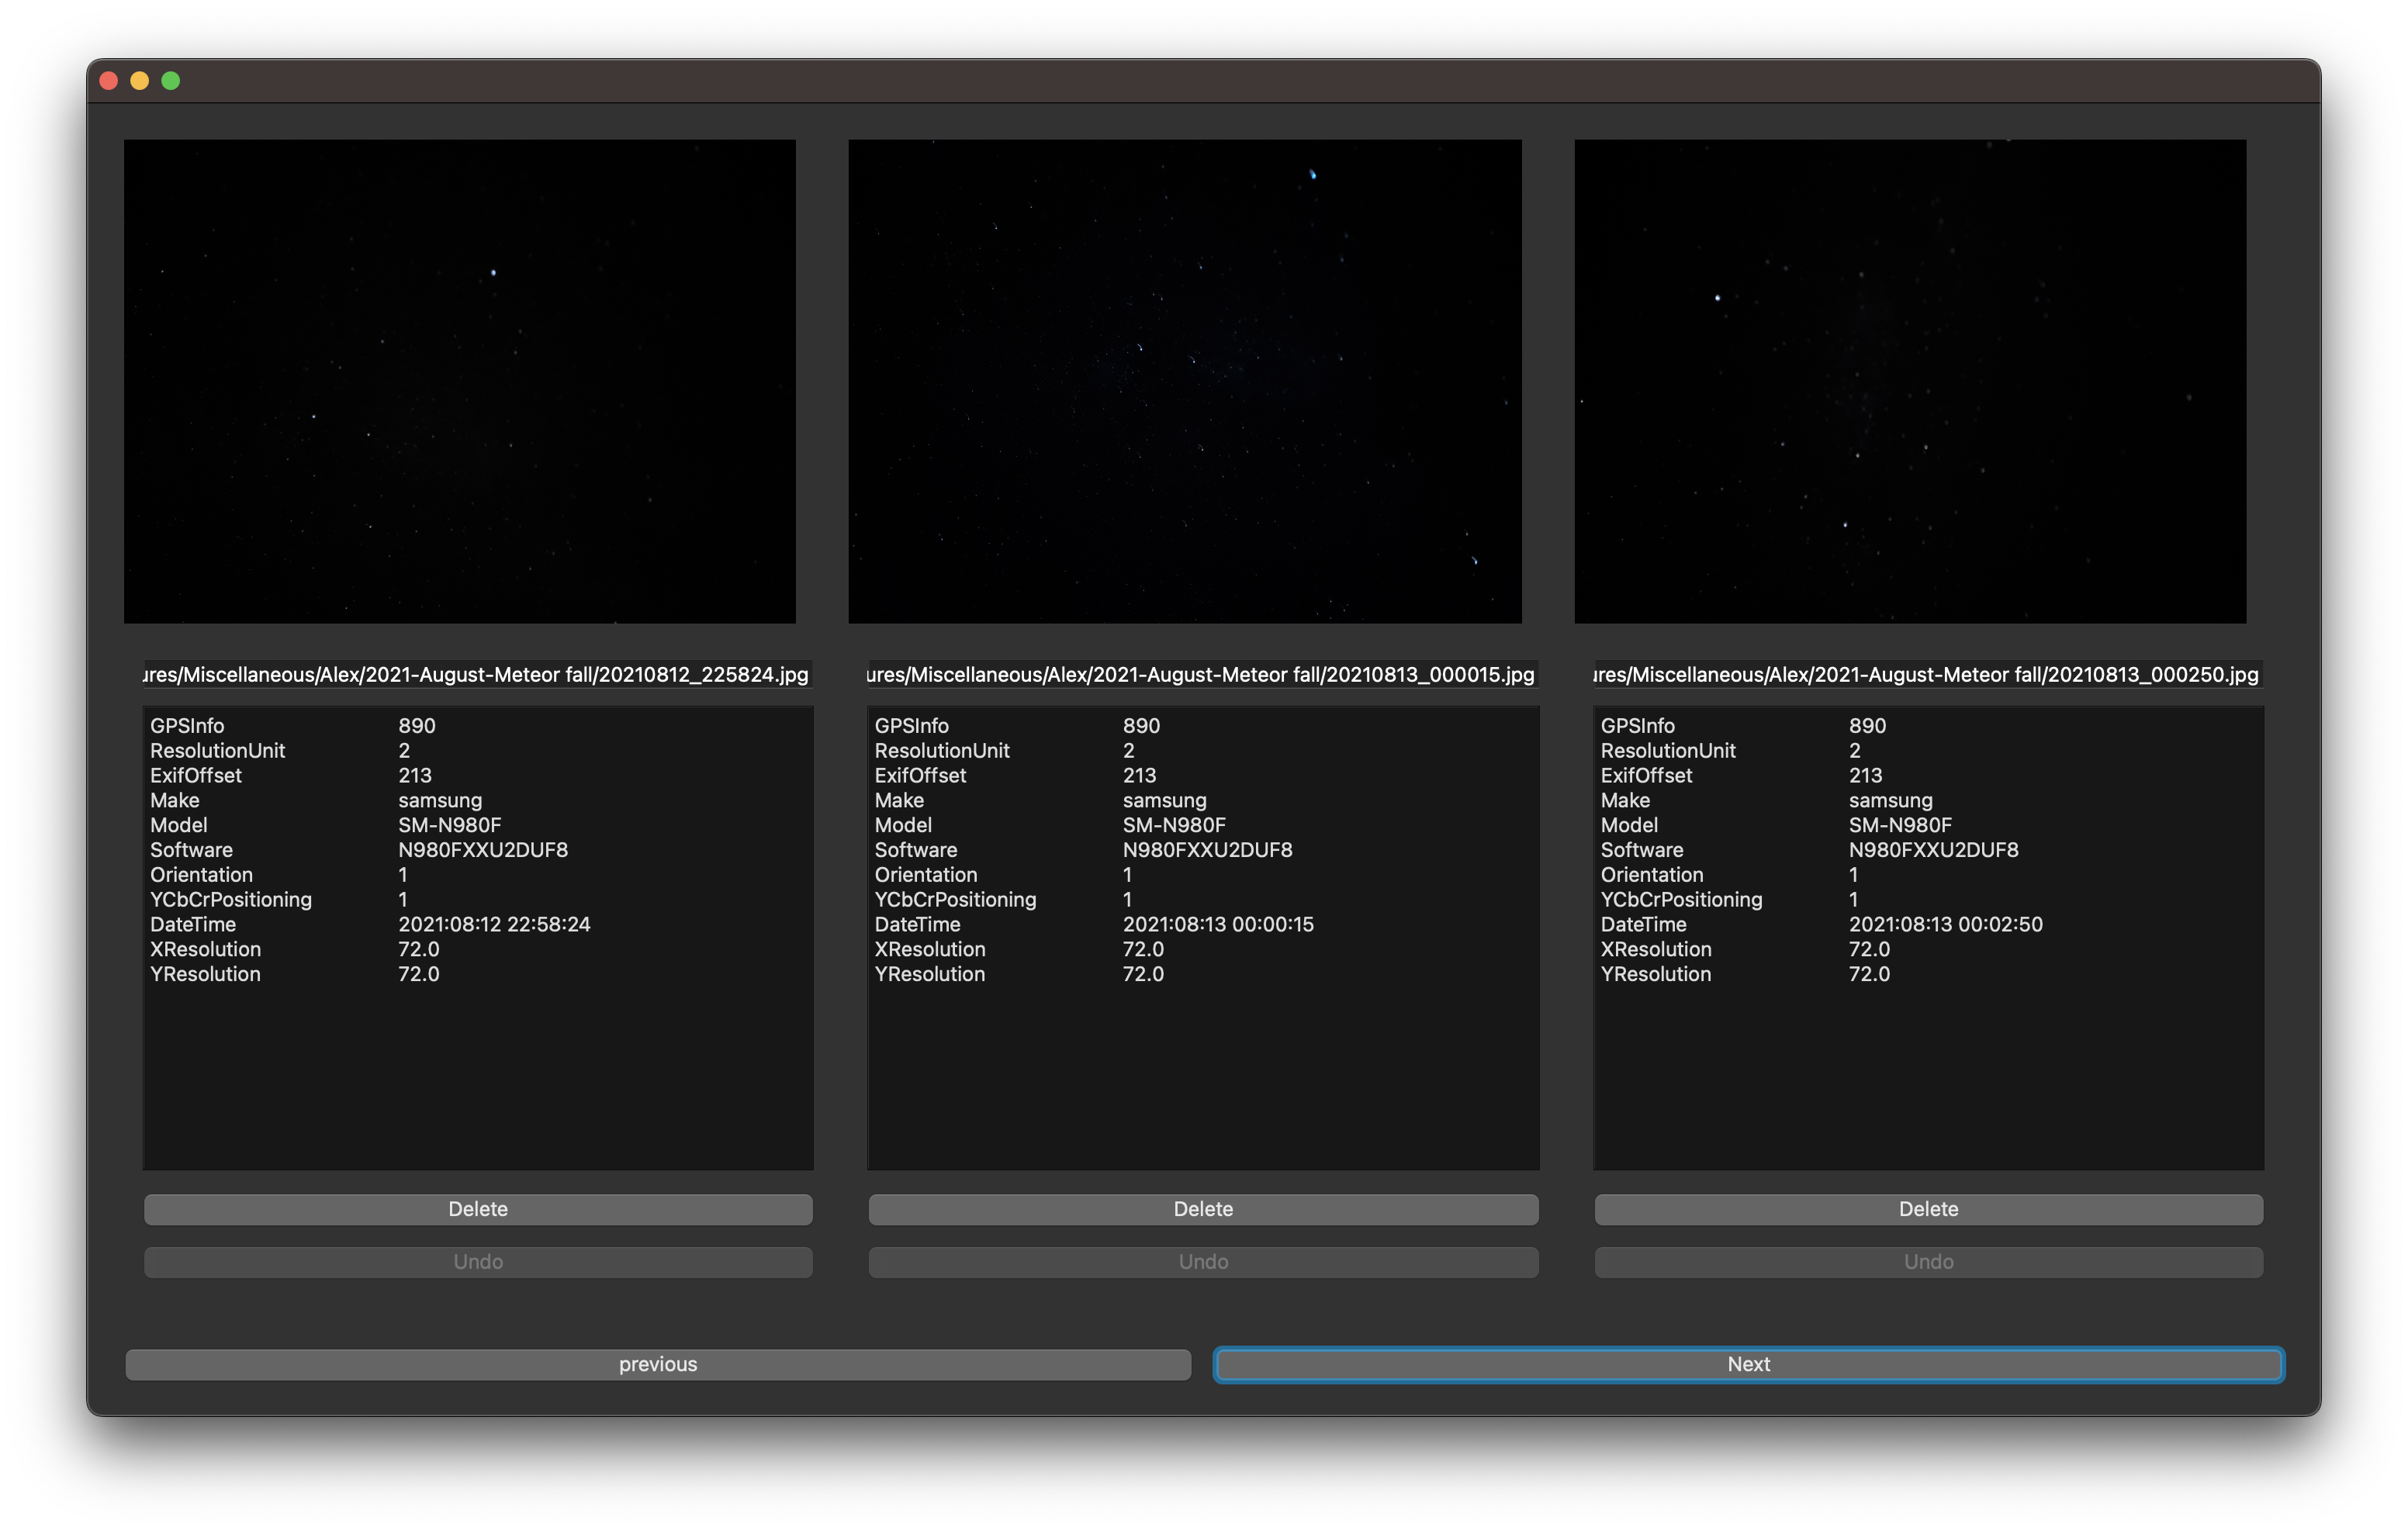 ures/Miscellaneous/Alex/2021-August-Meteor fall/20210812_225824.jpg
GPSInfo 890
ResolutionUnit 2
ExifOffset 213
Make samsung
Model SM-N980F
Software N980FXXU2DUF8
Orientation 1
YCbCrPositioning 1
DateTime 2021:08:12 22:58:24
XResolution 72.0
YResolution 72.0
Delete
Undo
ures/Miscellaneous/Alex/2021-August-Meteor fall/20210813_000015.jpg
GPSInfo 890
ResolutionUnit 2
ExifOffset 213
Make samsung
Model SM-N980F
Software N980FXXU2DUF8
Orientation 1
YCbCrPositioning 1
DateTime 2021:08:13 00:00:15
XResolution 72.0
YResolution 72.0
Delete
Undo
ures/Miscellaneous/Alex/2021-August-Meteor fall/20210813_000250.jpg
GPSInfo 890
ResolutionUnit 2
ExifOffset 213
Make samsung
Model SM-N980F
Software N980FXXU2DUF8
Orientation 1
YCbCrPositioning 1
DateTime 2021:08:13 00:02:50
XResolution 72.0
YResolution 72.0
Delete
Undo
previous
Next